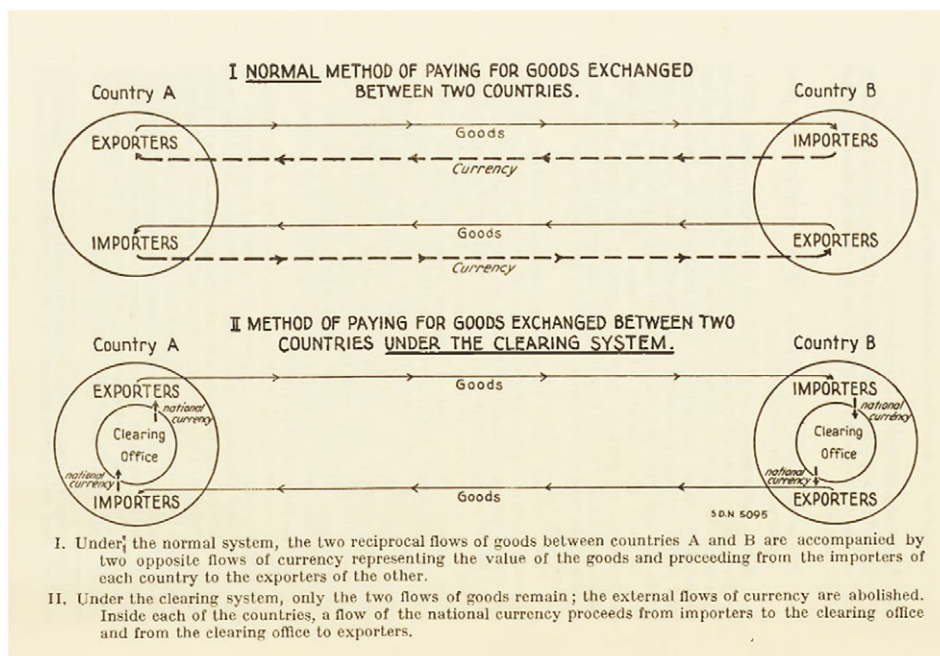 I NORMAL METHOD OF PAYING FOR GOODS EXCHANGED
BETWEEN TWO COUNTRIES.
Country A
Country B
EXPORTERS
Goods
IMPORTERS
Currency
IMPORTERS
Goods
EXPORTERS
Currency
II METHOD OF PAYING FOR GOODS EXCHANGED BETWEEN TWO
COUNTRIES UNDER THE CLEARING SYSTEM.
Country A
Country B
EXPORTERS
Goods
IMPORTERS
national
currency
national
currency
Clearing
Office
Clearing
Office
national
currency
national
currency
IMPORTERS
Goods
EXPORTERS
S.D.N 5095
I. Under the normal system, the two reciprocal flows of goods between countries A and B are accompanied by
two opposite flows of currency representing the value of the goods and proceeding from the importers of
each country to the exporters of the other.
II. Under the clearing system, only the two flows of goods remain; the external flows of currency are abolished.
Inside each of the countries, a flow of the national currency proceeds from importers to the clearing office
and from the clearing office to exporters.